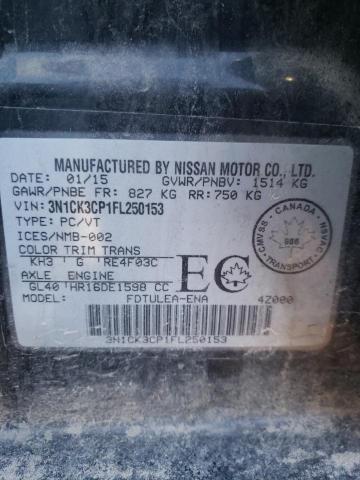 MANUFACTURED BY NISSAN MOTOR CO., LTD.
DATE: 01/15 GVWR/PNBV: 1514 KG
GAWR/PNBE FR: 827 KG RR: 750 KG
VIN: 3N1CK3CP1FL250153
TYPE: PC/VT
ICES/NMB-002
COLOR TRIM TRANS
KH3 G RE4F03C
AXLE ENGINE
GL40 HR16DE1598 CC
MODEL: FDTULEA-ENA 4Z000
3N1CK3CP1FL250153
EC
CANADA
CMVSS
NSVAC
TRANSPORT